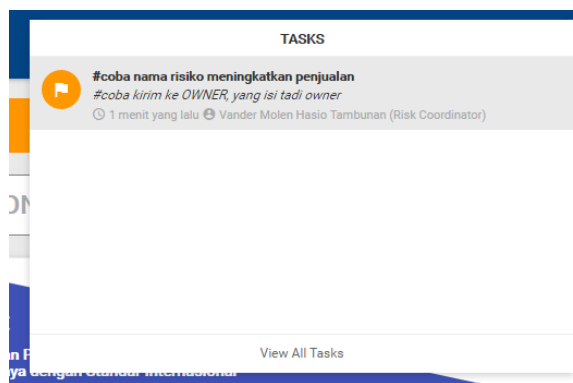 TASKS
#coba nama risiko meningkatkan penjualan
#coba kirim ke OWNER, yang isi tadi owner
1 menit yang lalu Vander Molen Hasio Tambunan (Risk Coordinator)
View All Tasks